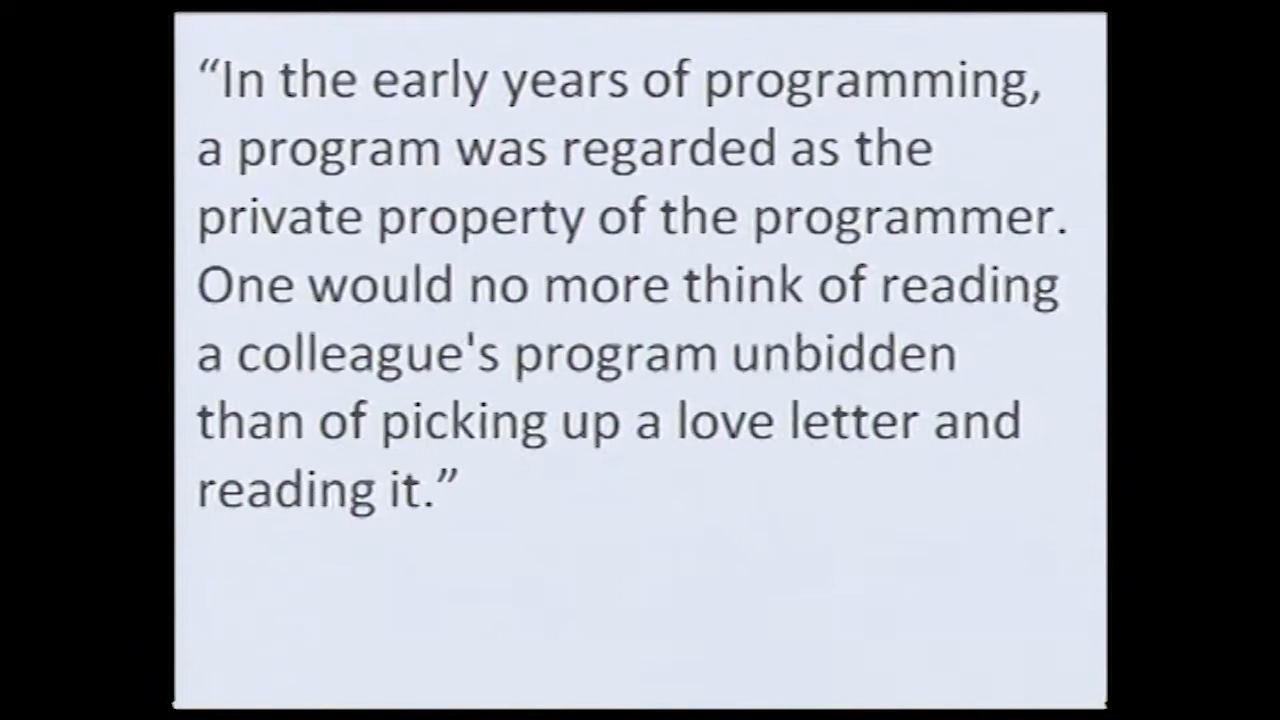 “In the early years of programming,
a program was regarded as the
private property of the programmer.
One would no more think of reading
a colleague's program unbidden
than of picking up a love letter and
reading it.”